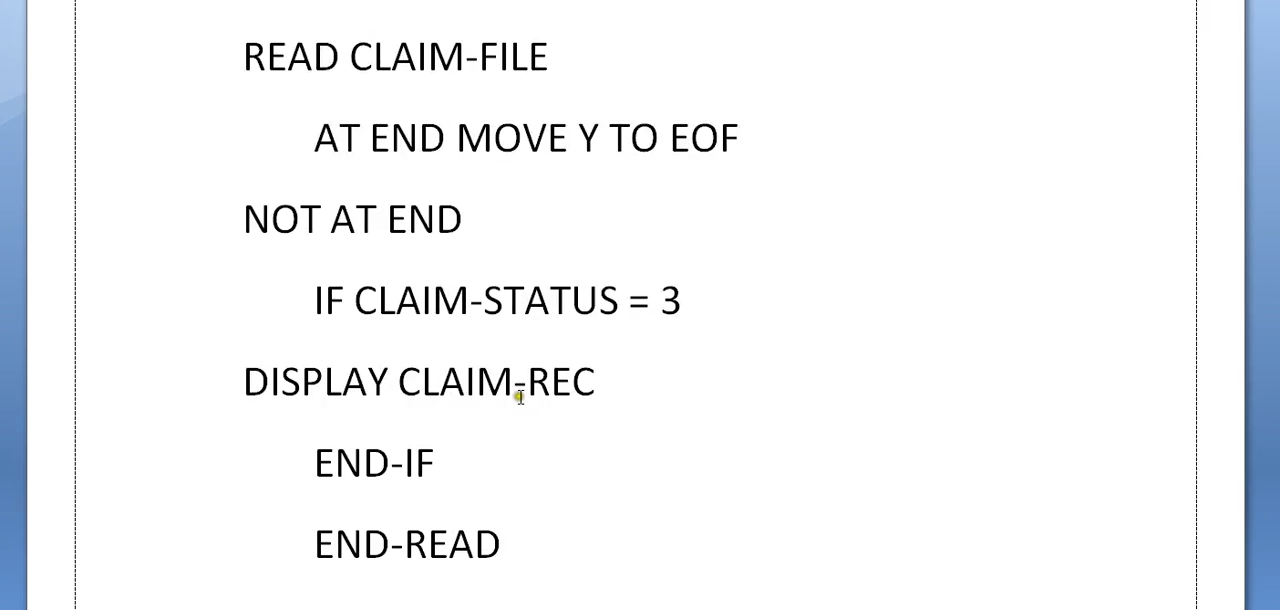 READ CLAIM-FILE
AT END MOVE Y TO EOF
NOT AT END
IF CLAIM-STATUS = 3
DISPLAY CLAIM-REC
END-IF
END-READ